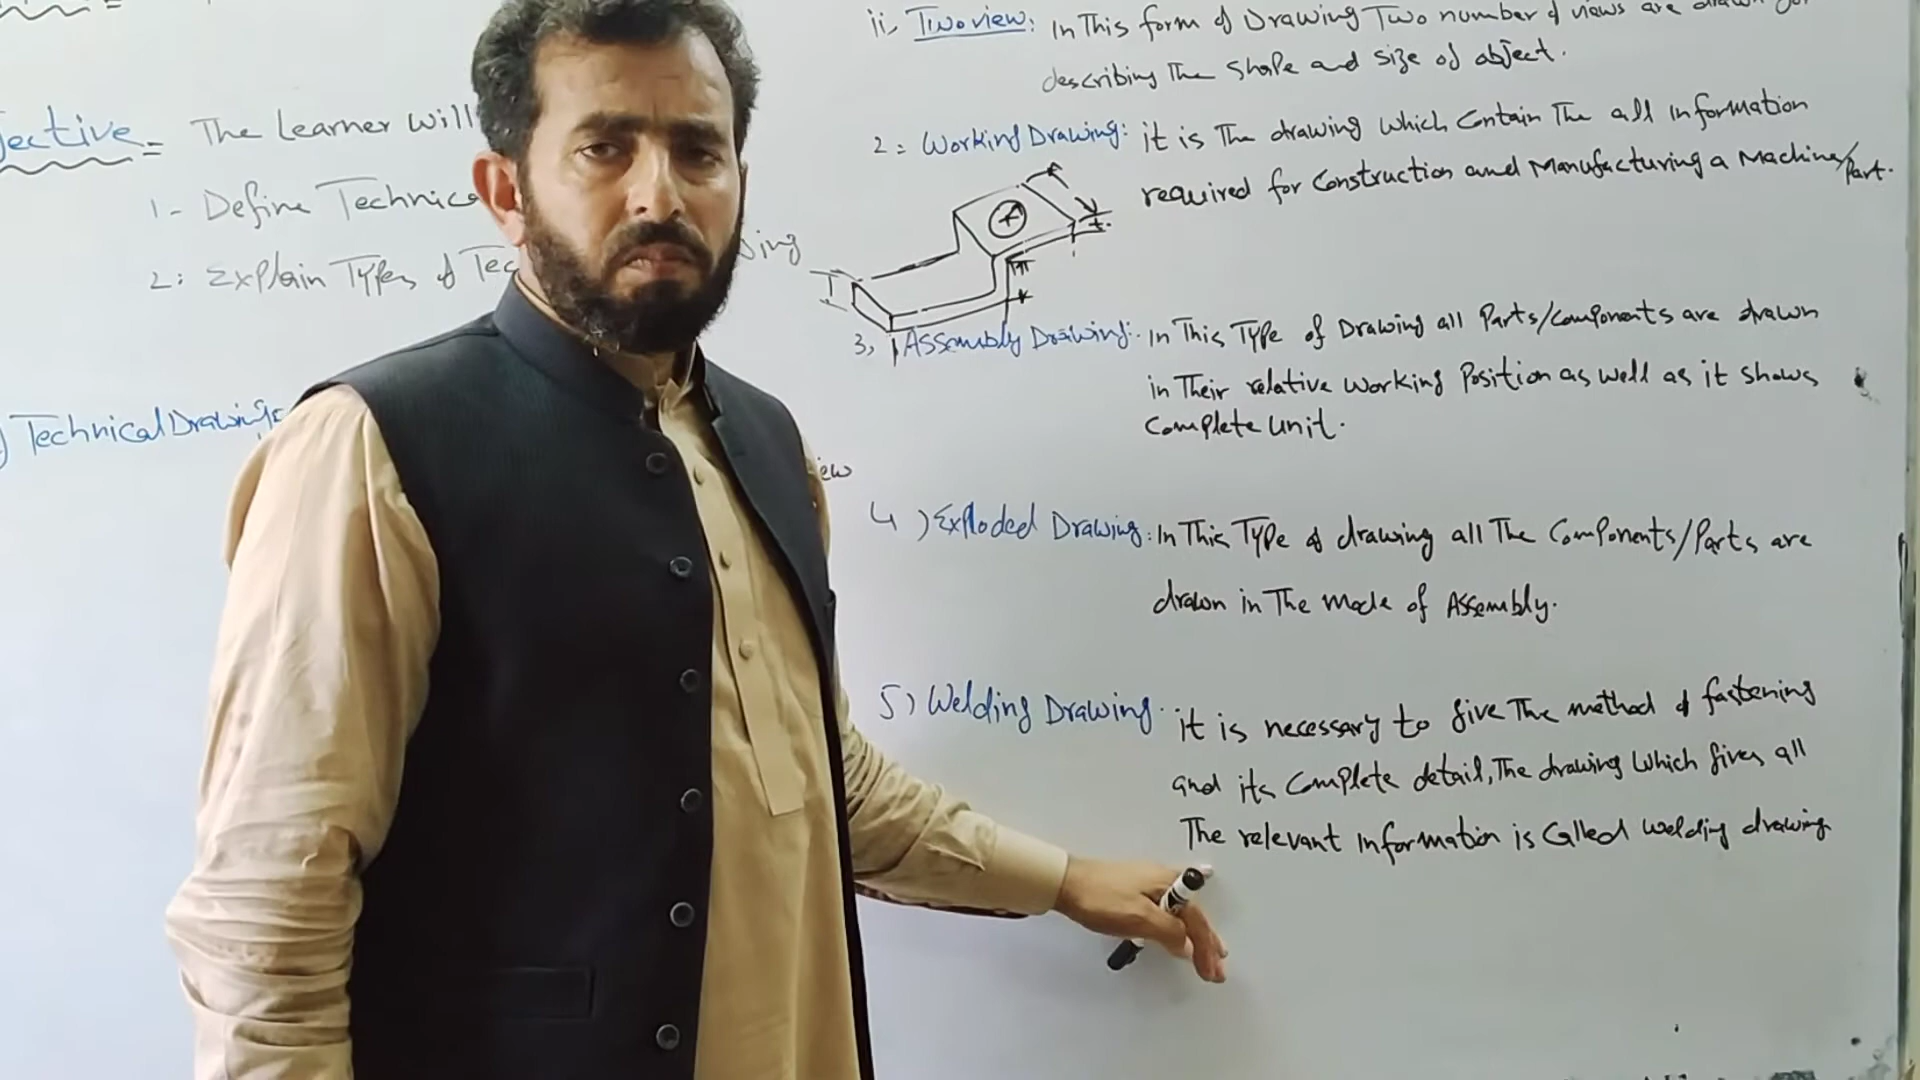 jective = The Learner will
1- Define Technica
2: Explain Types of Tec
wing
) Technical Drawing
ew
ii, Two view: In This form of Drawing Two number of views are drawn for
describing The shape and size of object.
2 = Working Drawing: it is The drawing which Contain The all Information
required for Construction and Manufacturing a Machine/Part.
3, Assembly Drawing:- In This Type of Drawing all Parts/components are drawn
in Their relative working Position as well as it shows
Complete unit.
4) Exploded Drawing: In This Type of drawing all The Components/Parts are
drawn in The mode of Assembly.
5) Welding Drawing. it is necessary to give The method of fastening
and its Complete detail, The drawing which gives all
The relevant information is Called welding drawing